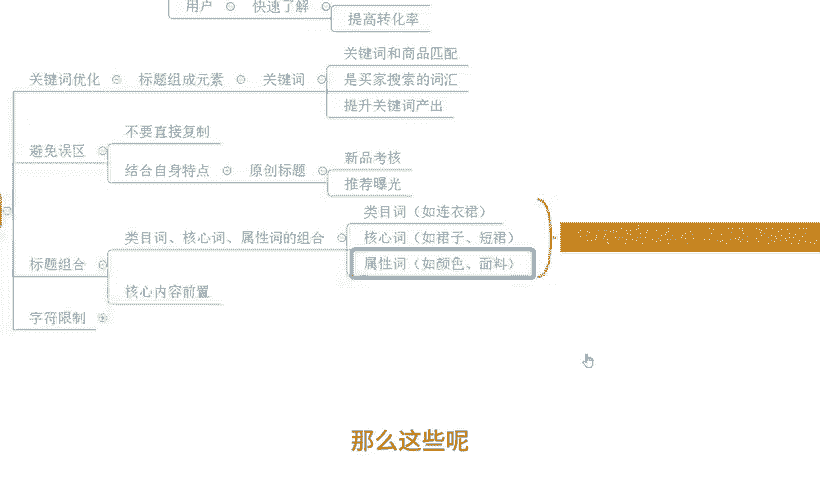 用户
快速了解
提高转化率
关键词优化
标题组成元素
关键词
关键词和商品匹配
是买家搜索的词汇
提升关键词产出
避免误区
不要直接复制
结合自身特点
原创标题
新品考核
推荐曝光
标题组合
类目词、核心词、属性词的组合
类目词（如连衣裙）
核心词（如裙子、短裙）
属性词（如颜色、面料）
核心内容前置
字符限制
那么这些呢